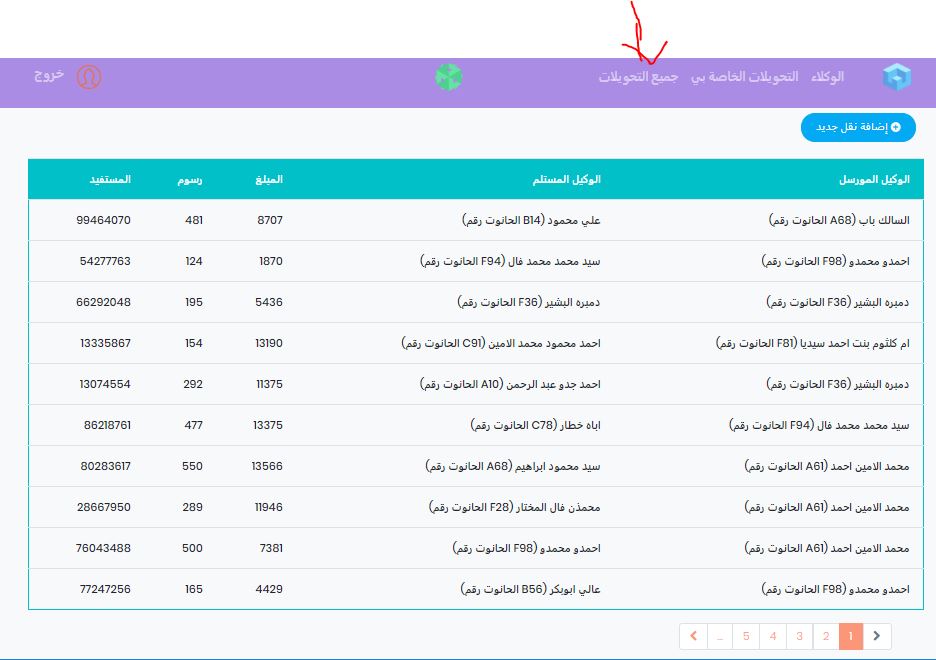 الوكلاء التحويلات الخاصة بي جميع التحويلات خروج
إضافة نقل جديد
الوكيل المورسل الوكيل المستلم المبلغ رسوم المستفيد
السالك باب (A68 الحانوت رقم) علي محمود (B14 الحانوت رقم) 8707 481 99464070
احمدو محمدو (F98 الحانوت رقم) سيد محمد محمد فال (F94 الحانوت رقم) 1870 124 54277763
دمبره البشير (F36 الحانوت رقم) دمبره البشير (F36 الحانوت رقم) 5436 195 66292048
ام كلثوم بنت احمد سيديا (F81 الحانوت رقم) احمد محمود محمد الامين (C91 الحانوت رقم) 13190 154 13335867
دمبره البشير (F36 الحانوت رقم) احمد جدو عبد الرحمن (A10 الحانوت رقم) 11375 292 13074554
سيد محمد محمد فال (F94 الحانوت رقم) اباه خطار (C78 الحانوت رقم) 13375 477 86218761
محمد الامين احمد (A61 الحانوت رقم) سيد محمود ابراهيم (A68 الحانوت رقم) 13566 550 80283617
محمد الامين احمد (A61 الحانوت رقم) محمذن فال المختار (F28 الحانوت رقم) 11946 289 28667950
محمد الامين احمد (A61 الحانوت رقم) احمدو محمدو (F98 الحانوت رقم) 7381 500 76043488
احمدو محمدو (F98 الحانوت رقم) عالي ابوبكر (B56 الحانوت رقم) 4429 165 77247256
1 2 3 4 5 ...